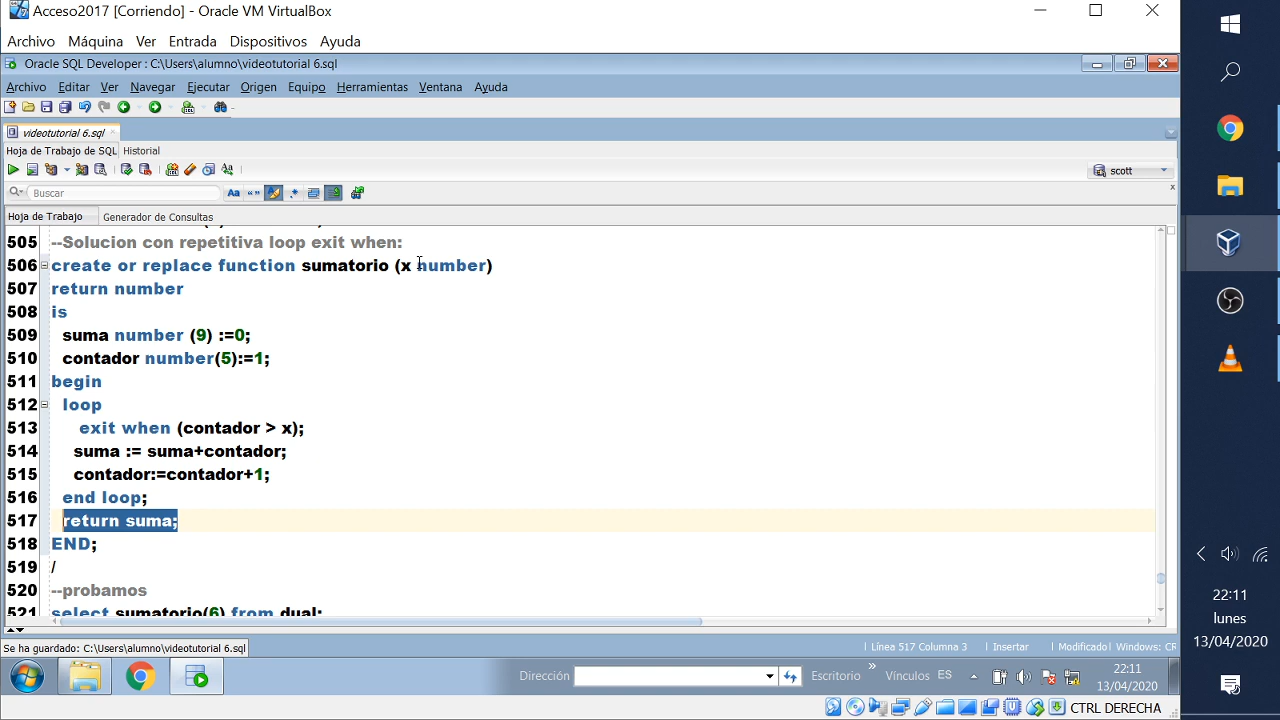 Acceso2017 [Corriendo] - Oracle VM VirtualBox
Archivo Máquina Ver Entrada Dispositivos Ayuda
Oracle SQL Developer : C:\Users\alumno\videotutorial 6.sql
Archivo Editar Ver Navegar Ejecutar Origen Equipo Herramientas Ventana Ayuda
videotutorial 6.sql
Hoja de Trabajo de SQL Historial
scott
Buscar
Hoja de Trabajo Generador de Consultas
505 --Solucion con repetitiva loop exit when:
506 create or replace function sumatorio (x number)
507 return number
508 is
509 suma number (9) :=0;
510 contador number(5):=1;
511 begin
512 loop
513 exit when (contador > x);
514 suma := suma+contador;
515 contador:=contador+1;
516 end loop;
517 return suma;
518 END;
519 /
520 --probamos
521 select sumatorio(6) from dual;
Se ha guardado: C:\Users\alumno\videotutorial 6.sql
Línea 517 Columna 3 Insertar Modificado Windows: CR
Dirección Escritorio Vínculos ES
22:11
13/04/2020
CTRL DERECHA
22:11
lunes
13/04/2020